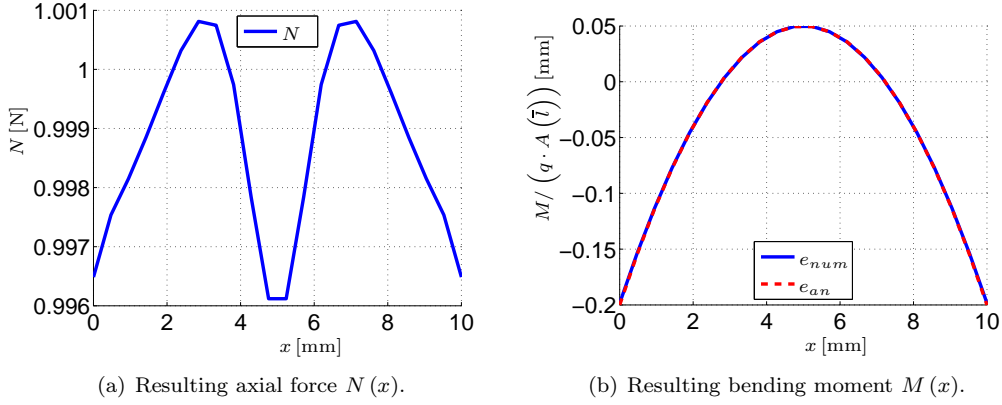 1.001
1
0.999
0.998
0.997
0.996
N [N]
N
0 2 4 6 8 10
x [mm]
(a) Resulting axial force N (x).
0.05
0
−0.05
−0.1
−0.15
−0.2
M/ (q · A (l̅)) [mm]
e_num
e_an
0 2 4 6 8 10
x [mm]
(b) Resulting bending moment M (x).